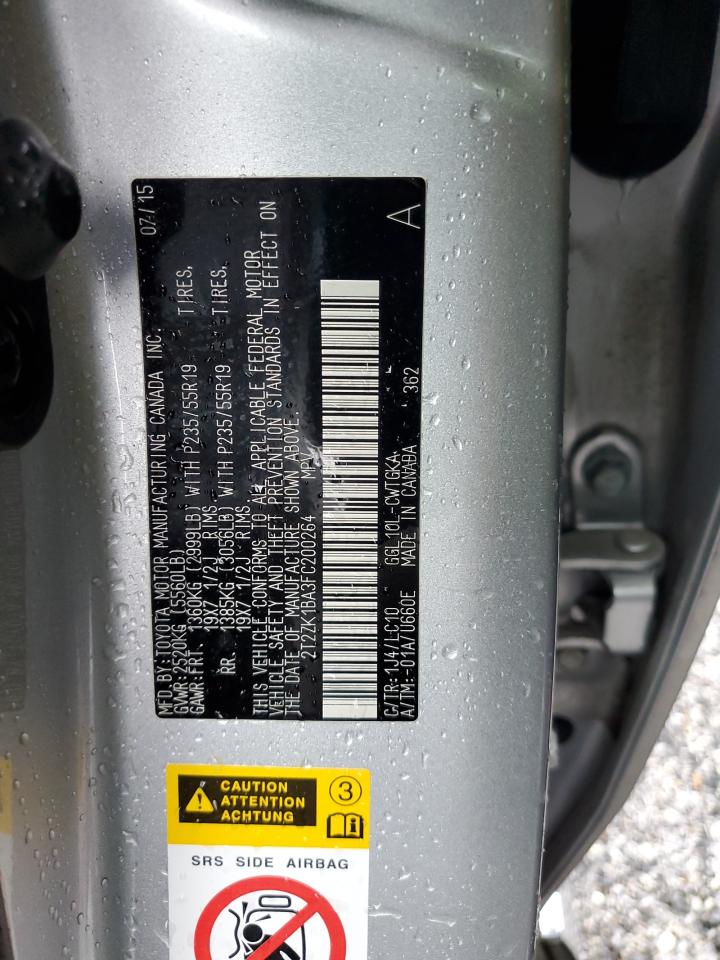 MFD.BY:TOYOTA MOTOR MANUFACTURING CANADA INC. 07/15
GVWR:2520KG (5560LB)
GAWR:FRT. 1360KG (2999LB) WITH P235/55R19 TIRES,
19X7 1/2J RIMS
RR. 1385KG (3056LB) WITH P235/55R19 TIRES,
19X7 1/2J RIMS
THIS VEHICLE CONFORMS TO ALL APPLICABLE FEDERAL MOTOR
VEHICLE SAFETY AND THEFT PREVENTION STANDARDS IN EFFECT ON
THE DATE OF MANUFACTURE SHOWN ABOVE.
2T2ZK1BA3FC200264 MPV
C/TR:1J4/LC10 GGL10L-CWTGKA A
A/TM:-01A/U660E MADE IN CANADA 362
CAUTION
ATTENTION
ACHTUNG
3
SRS SIDE AIRBAG